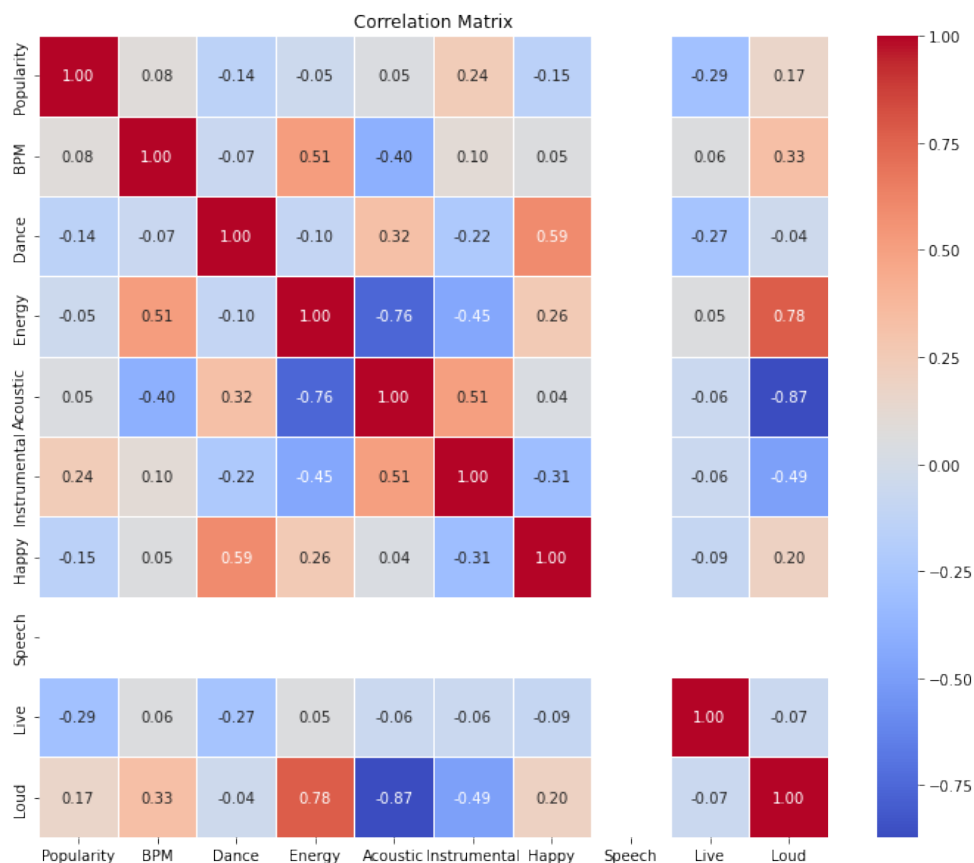 Correlation Matrix
Popularity 1.00 0.08 -0.14 -0.05 0.05 0.24 -0.15 -0.29 0.17
BPM 0.08 1.00 -0.07 0.51 -0.40 0.10 0.05 0.06 0.33
Dance -0.14 -0.07 1.00 -0.10 0.32 -0.22 0.59 -0.27 -0.04
Energy -0.05 0.51 -0.10 1.00 -0.76 -0.45 0.26 0.05 0.78
Acoustic 0.05 -0.40 0.32 -0.76 1.00 0.51 0.04 -0.06 -0.87
Instrumental 0.24 0.10 -0.22 -0.45 0.51 1.00 -0.31 -0.06 -0.49
Happy -0.15 0.05 0.59 0.26 0.04 -0.31 1.00 -0.09 0.20
Speech
Live -0.29 0.06 -0.27 0.05 -0.06 -0.06 -0.09 1.00 -0.07
Loud 0.17 0.33 -0.04 0.78 -0.87 -0.49 0.20 -0.07 1.00
Popularity BPM Dance Energy Acoustic Instrumental Happy Speech Live Loud
1.00
0.75
0.50
0.25
0.00
−0.25
−0.50
−0.75